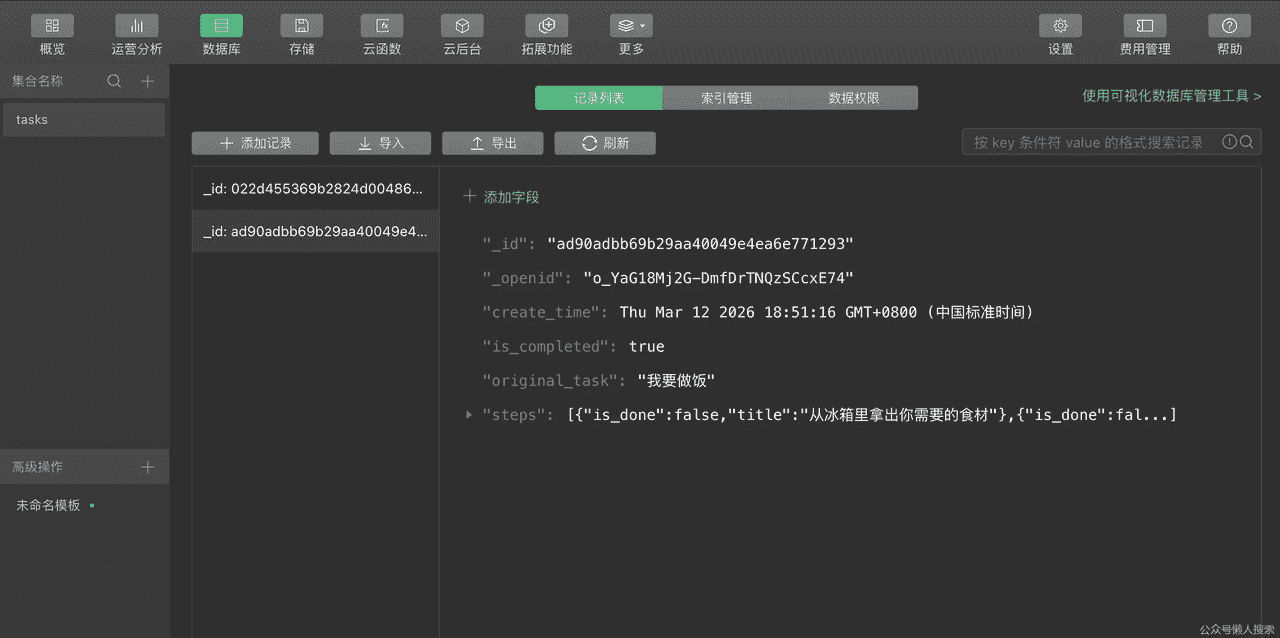 概览 运营分析 数据库 存储 云函数 云后台 拓展功能 更多 设置 费用管理 帮助
集合名称
tasks
记录列表 索引管理 数据权限
使用可视化数据库管理工具 >
添加记录 导入 导出 刷新
按 key 条件符 value 的格式搜索记录
_id: 022d455369b2824d00486...
_id: ad90adbb69b29aa40049e4...
添加字段
"_id": "ad90adbb69b29aa40049e4ea6e771293"
"_openid": "o_YaG18Mj2G-DmfDrTNQzSCcxE74"
"create_time": Thu Mar 12 2026 18:51:16 GMT+0800 (中国标准时间)
"is_completed": true
"original_task": "我要做饭"
"steps": [{"is_done":false,"title":"从冰箱里拿出你需要的食材"},{"is_done":fal...]
高级操作
未命名模板
公众号懒人搜索